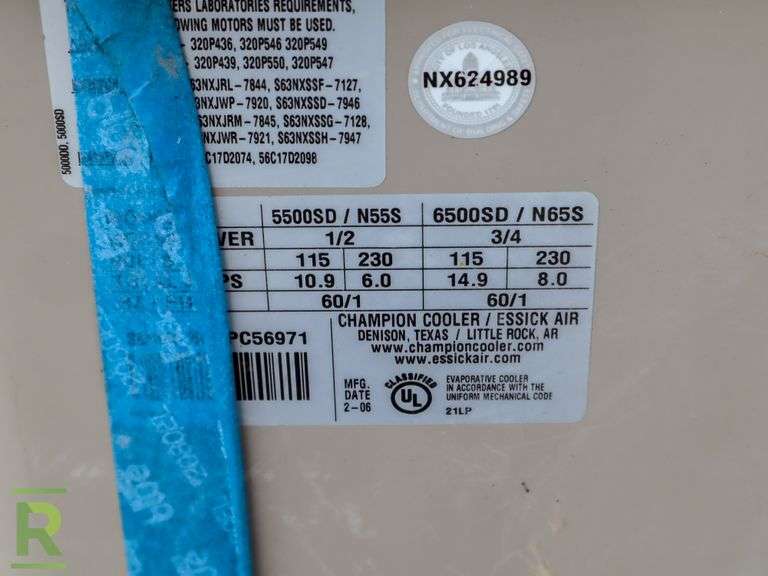 ERS LABORATORIES REQUIREMENTS,
OWING MOTORS MUST BE USED.
- 320P436, 320P546 320P549
- 320P439, 320P550, 320P547
S63NXJRL-7844, S63NXSSF-7127,
3NXJWP-7920, S63NXSSD-7946
NXJRM-7845, S63NXSSG-7128,
NXJWR-7921, S63NXSSH-7947
C17D2074, 56C17D2098
5000DD, 5000SD
NX624989
5500SD / N55S 6500SD / N65S
WER 1/2 3/4
115 230 115 230
PS 10.9 6.0 14.9 8.0
60/1 60/1
PC56971
CHAMPION COOLER / ESSICK AIR
DENISON, TEXAS / LITTLE ROCK, AR
www.championcooler.com
www.essickair.com
MFG.
DATE
2-06
CLASSIFIED
UL
EVAPORATIVE COOLER
IN ACCORDANCE WITH THE
UNIFORM MECHANICAL CODE
21LP
R